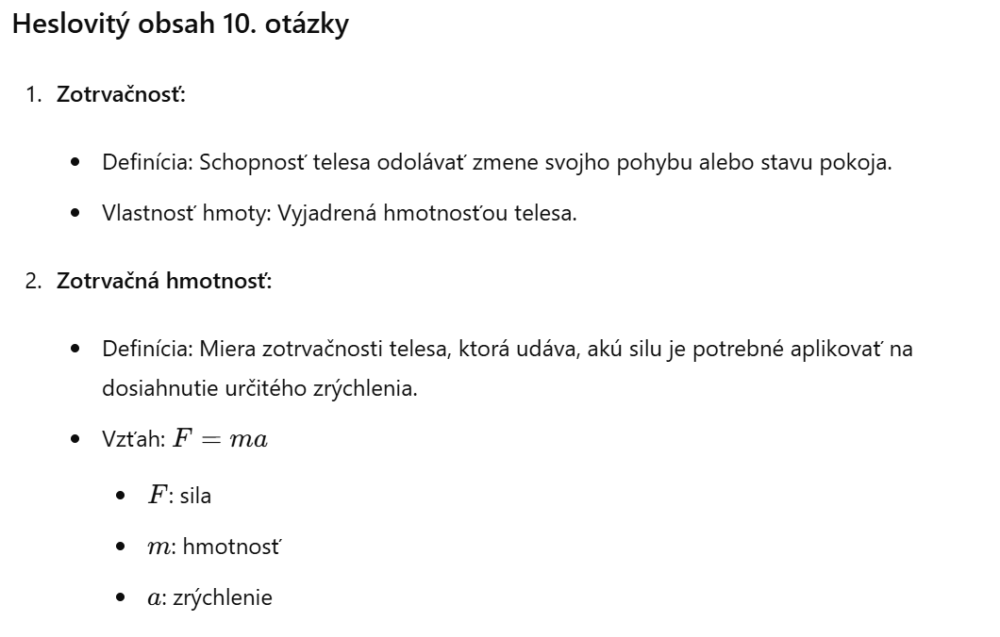 Heslovitý obsah 10. otázky
1. Zotrvačnosť:
• Definícia: Schopnosť telesa odolávať zmene svojho pohybu alebo stavu pokoja.
• Vlastnosť hmoty: Vyjadrená hmotnosťou telesa.
2. Zotrvačná hmotnosť:
• Definícia: Miera zotrvačnosti telesa, ktorá udáva, akú silu je potrebné aplikovať na
dosiahnutie určitého zrýchlenia.
• Vzťah: F = ma
• F: sila
• m: hmotnosť
• a: zrýchlenie